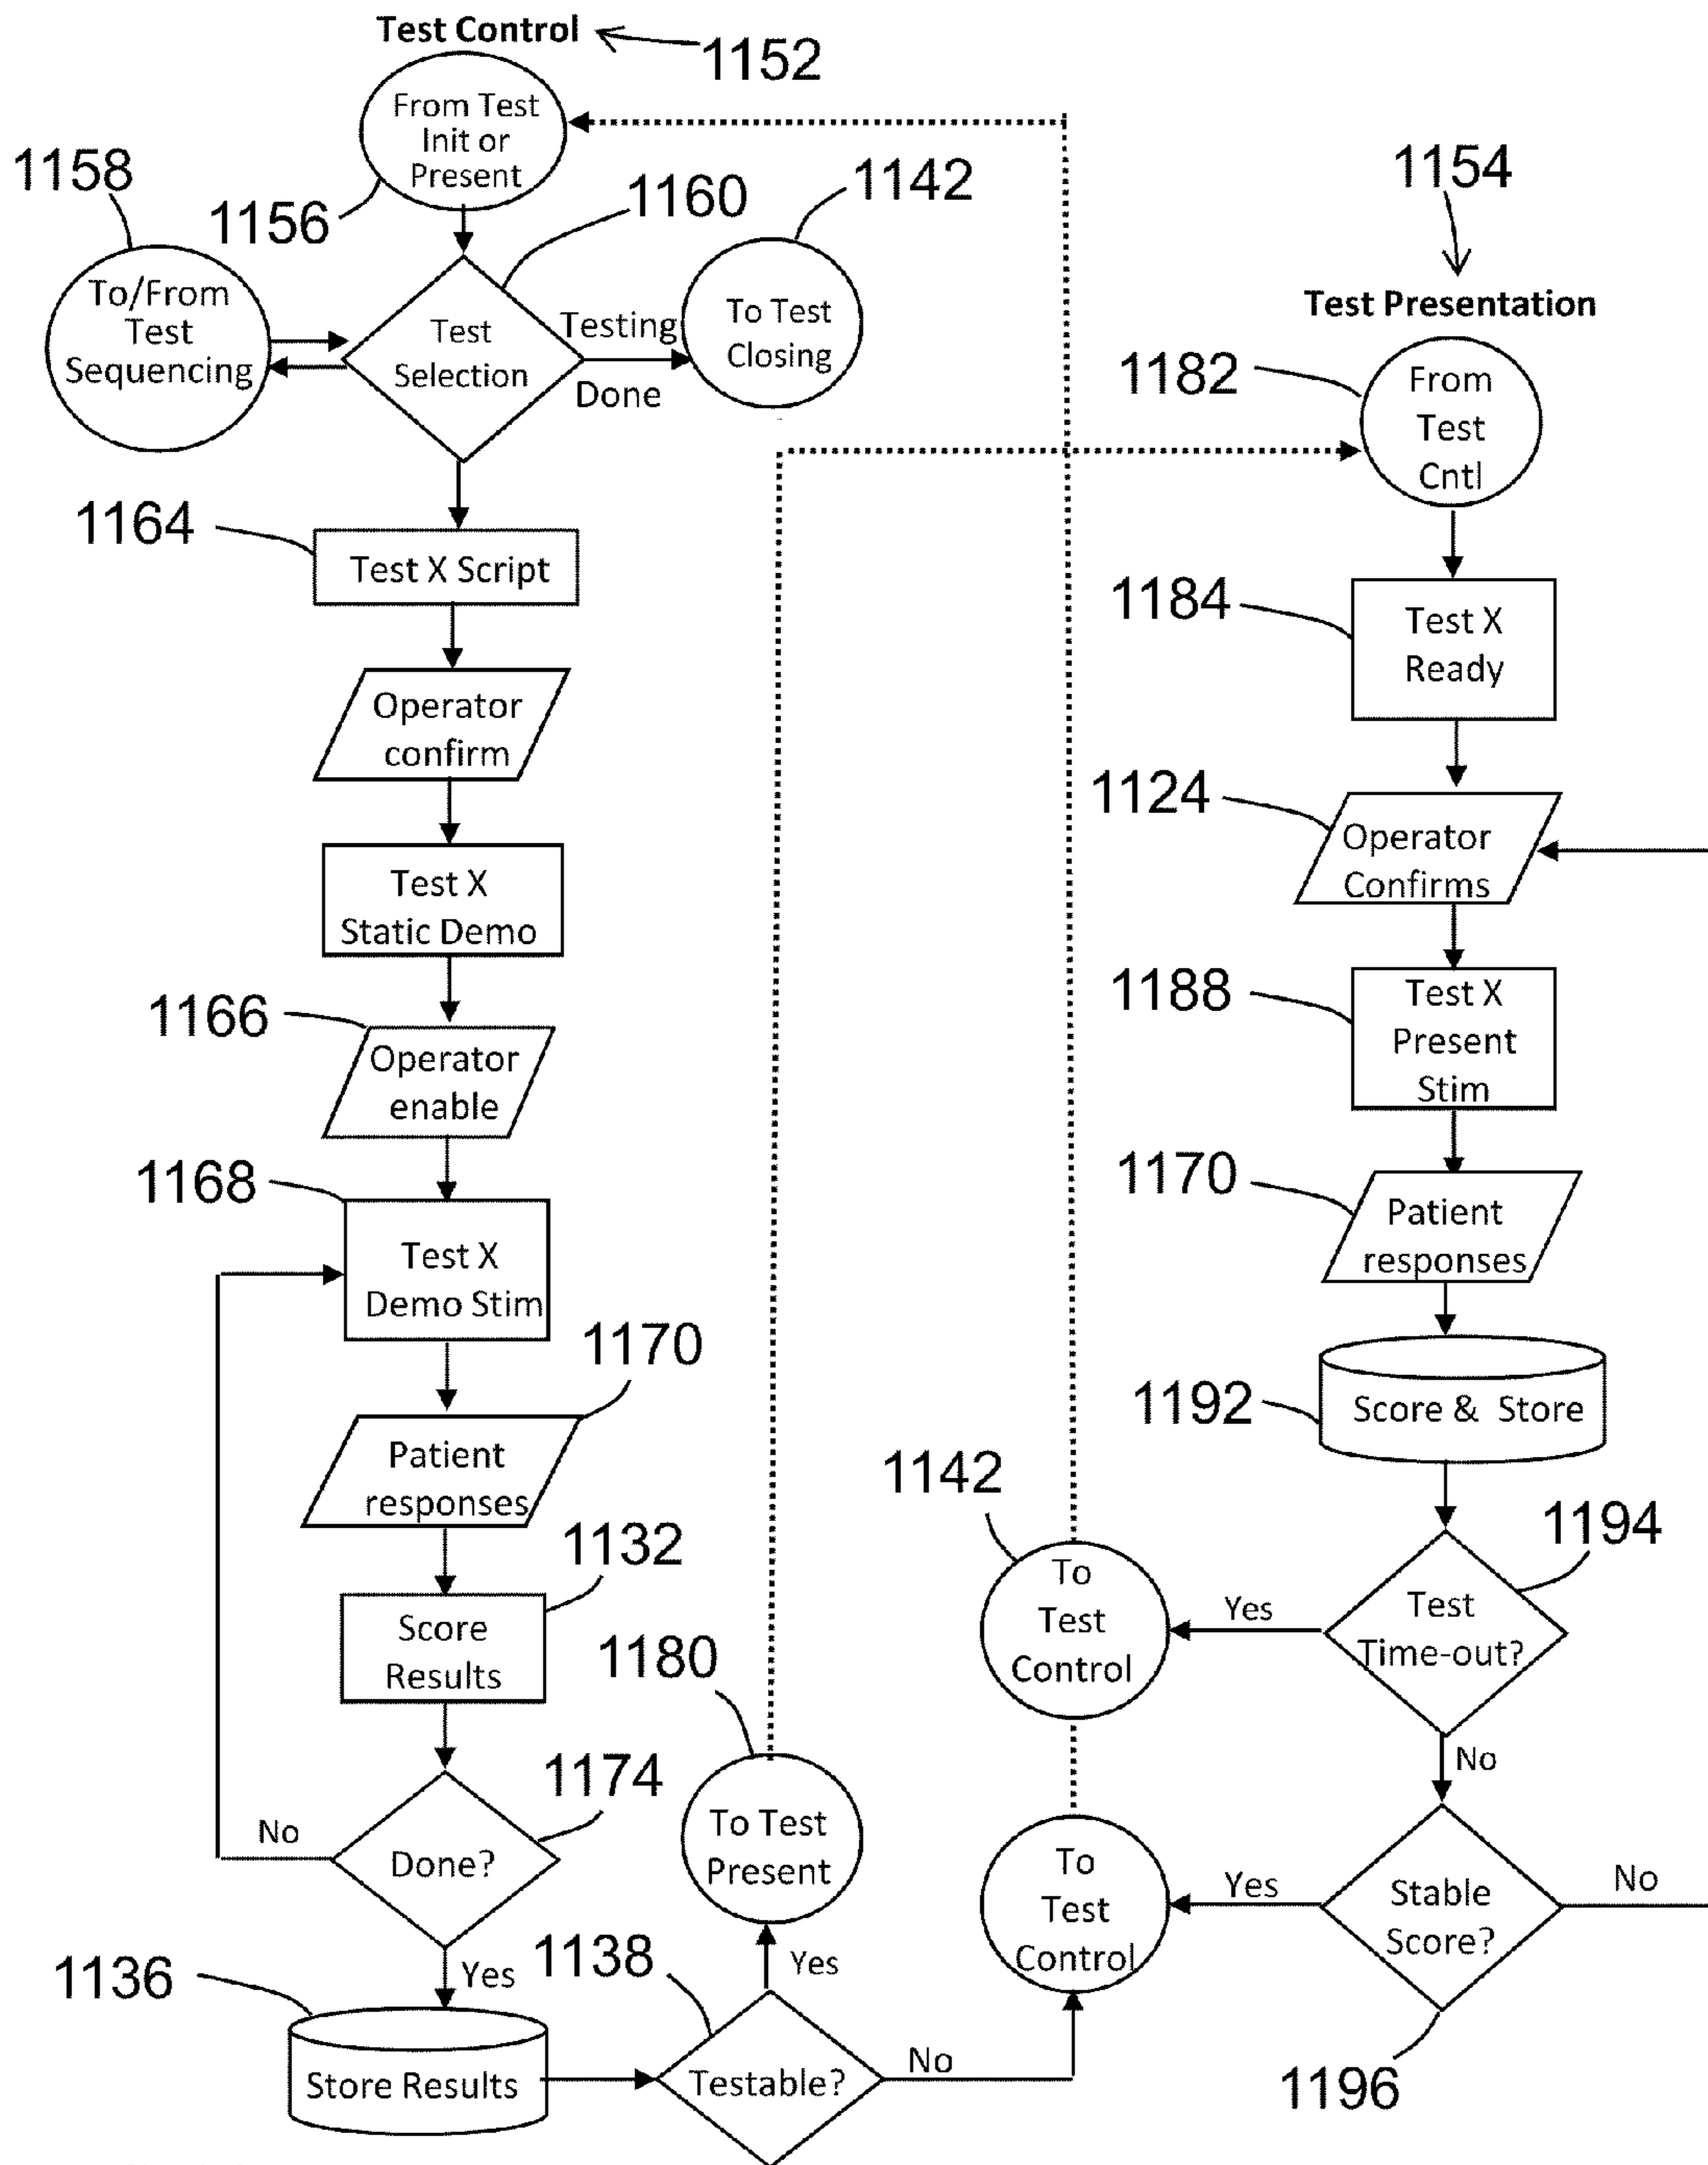 Test Control
1152
From Test
Init or
Present
1156
1158
To/From
Test
Sequencing
1160
Test
Selection
Testing
Done
1142
To Test
Closing
1164
Test X Script
Operator
confirm
Test X
Static Demo
1166
Operator
enable
1168
Test X
Demo Stim
1170
Patient
responses
1132
Score
Results
1174
Done?
No
Yes
1136
Store Results
1138
Testable?
Yes
No
1180
To Test
Present
1154
Test Presentation
1182
From
Test
Cntl
1184
Test X
Ready
1124
Operator
Confirms
1188
Test X
Present
Stim
1170
Patient
responses
1192
Score & Store
1194
Test
Time-out?
Yes
No
1142
To
Test
Control
Stable
Score?
Yes
No
1196
To
Test
Control